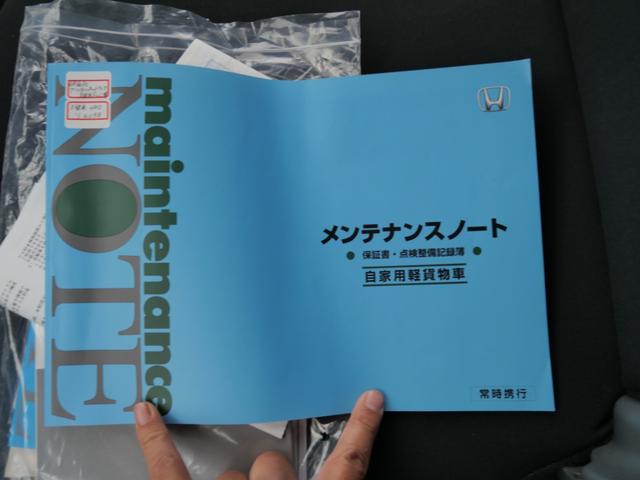 maintenance
NOTE
メンテナンスノート
● 保証書・点検整備記録簿 ●
自家用軽貨物車
常時携行